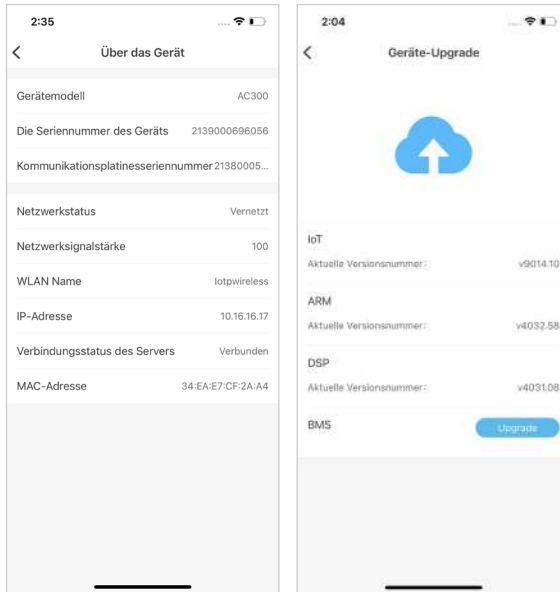 2:35
Über das Gerät
Gerätemodell AC300
Die Seriennummer des Geräts 2139000696056
Kommunikationsplatinesseriennummer 21380005...
Netzwerkstatus Vernetzt
Netzwerksignalstärke 100
WLAN Name Iotpwireless
IP-Adresse 10.16.16.17
Verbindungsstatus des Servers Verbunden
MAC-Adresse 34:EA:E7:CF:2A:A4
2:04
Geräte-Upgrade
IoT
Aktuelle Versionsnummer: v9014.10
ARM
Aktuelle Versionsnummer: v4032.58
DSP
Aktuelle Versionsnummer: v4031.08
BMS Upgrade